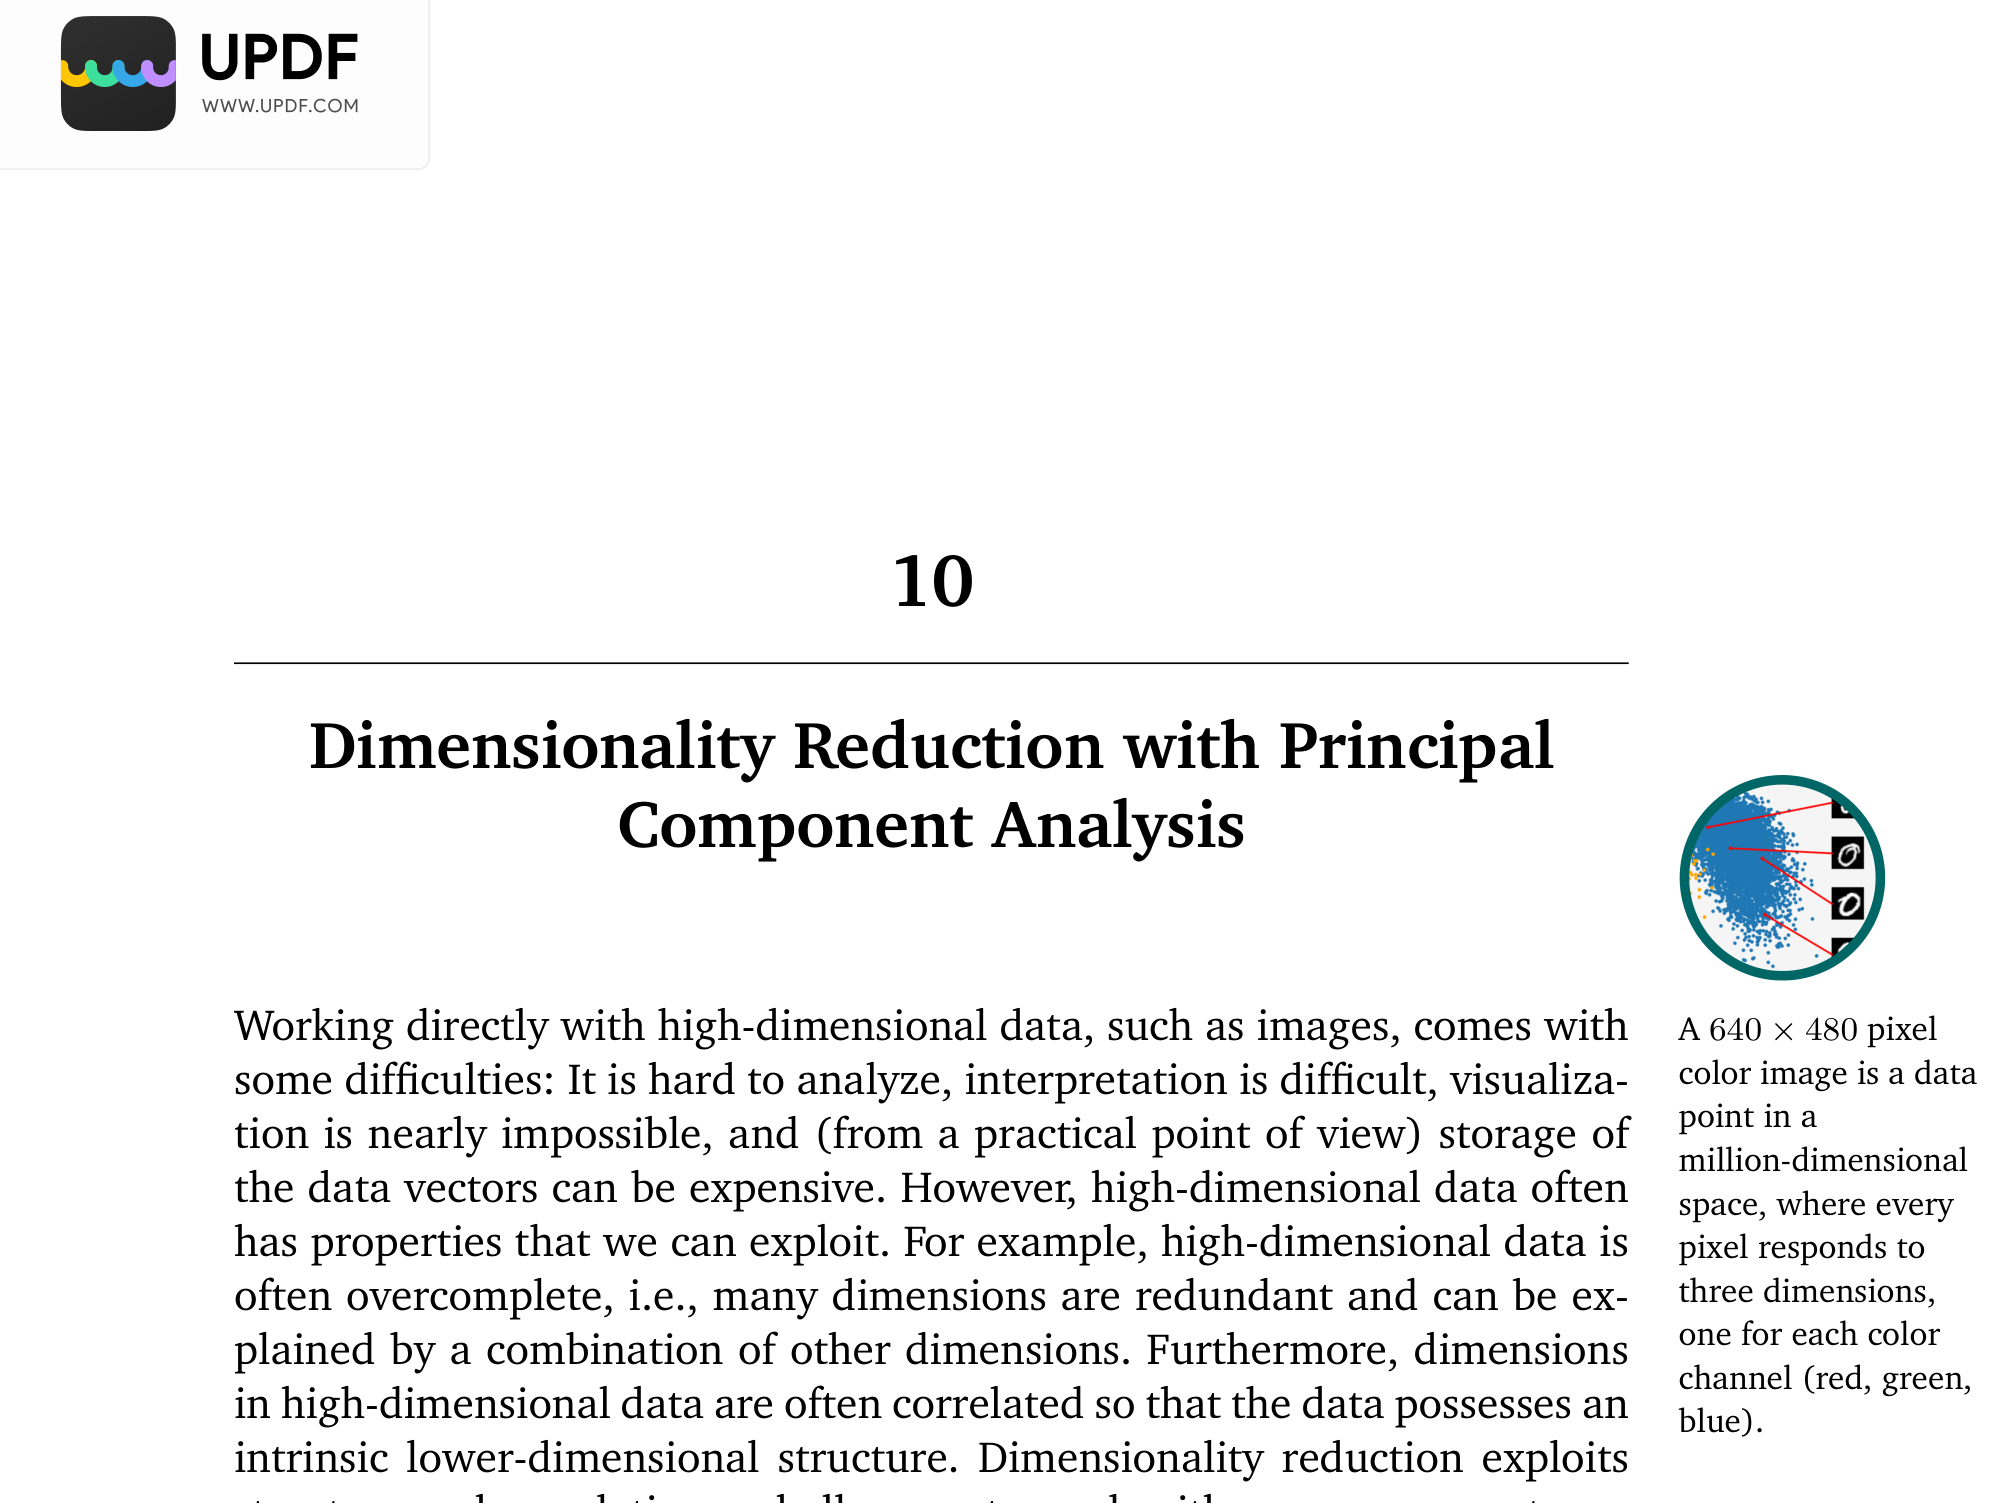 UPDF
WWW.UPDF.COM
10
Dimensionality Reduction with Principal
Component Analysis
Working directly with high-dimensional data, such as images, comes with
some difficulties: It is hard to analyze, interpretation is difficult, visualiza-
tion is nearly impossible, and (from a practical point of view) storage of
the data vectors can be expensive. However, high-dimensional data often
has properties that we can exploit. For example, high-dimensional data is
often overcomplete, i.e., many dimensions are redundant and can be ex-
plained by a combination of other dimensions. Furthermore, dimensions
in high-dimensional data are often correlated so that the data possesses an
intrinsic lower-dimensional structure. Dimensionality reduction exploits
A 640 × 480 pixel
color image is a data
point in a
million-dimensional
space, where every
pixel responds to
three dimensions,
one for each color
channel (red, green,
blue).